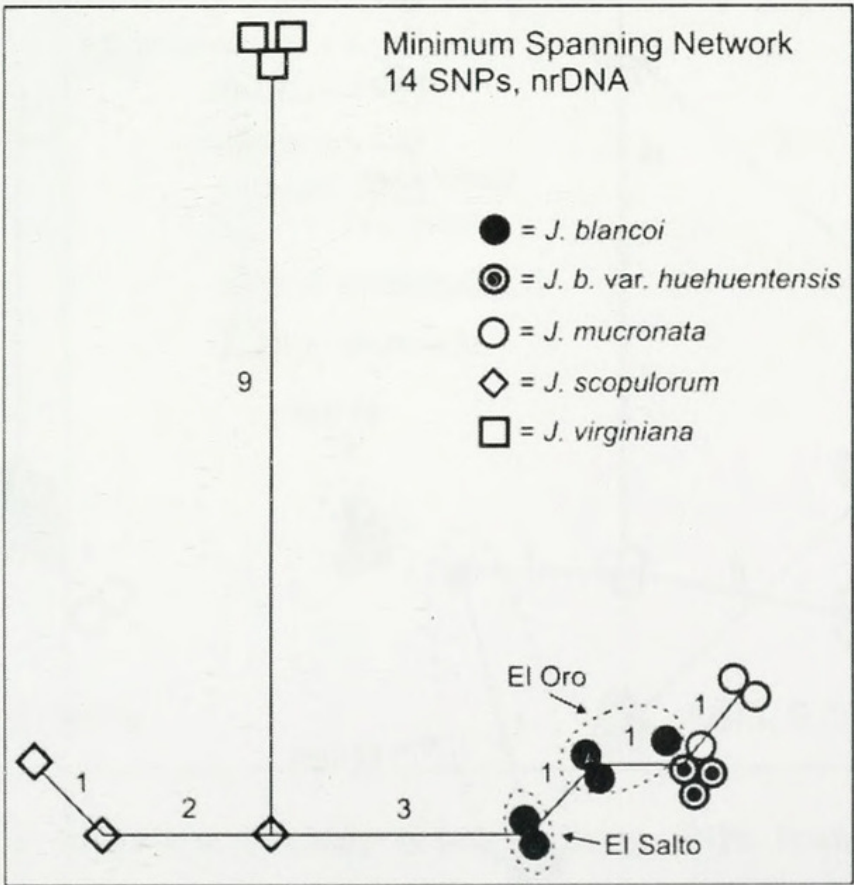 Minimum Spanning Network
14 SNPs, nrDNA
= J. blancoi
= J. b. var. huehuentensis
= J. mucronata
= J. scopulorum
= J. virginiana
9
El Oro
1
1
1
1
2
3
El Salto